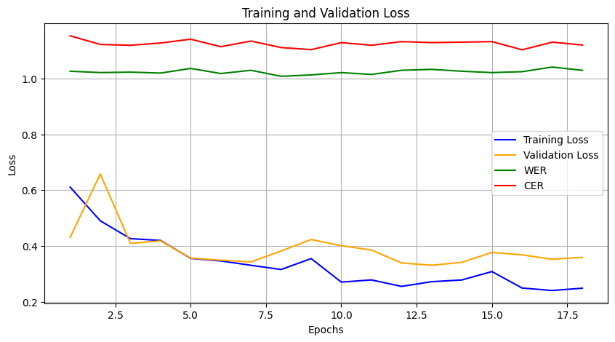 Training and Validation Loss
Loss
1.0
0.8
0.6
0.4
0.2
Training Loss
Validation Loss
WER
CER
2.5 5.0 7.5 10.0 12.5 15.0 17.5
Epochs